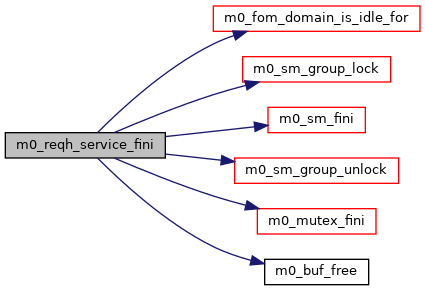 m0_fom_domain_is_idle_for
m0_sm_group_lock
m0_sm_fini
m0_reqh_service_fini
m0_sm_group_unlock
m0_mutex_fini
m0_buf_free